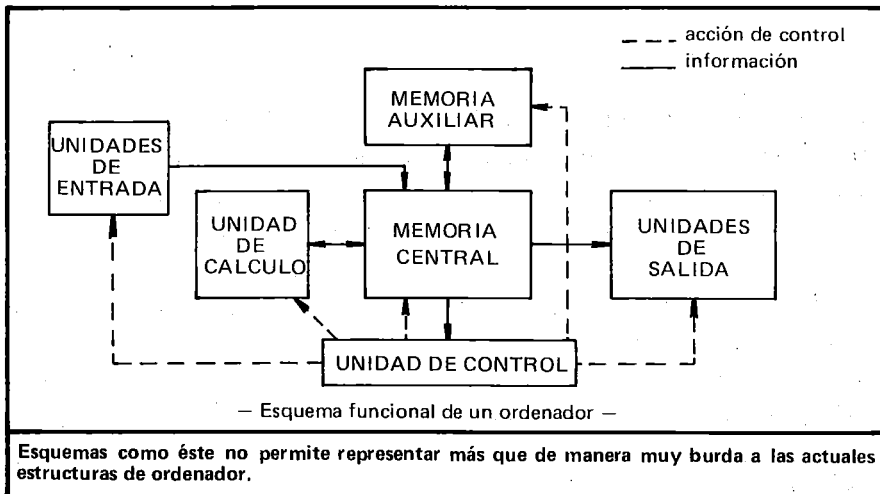 acción de control
información
MEMORIA
AUXILIAR
UNIDADES
DE
ENTRADA
UNIDAD
DE
CALCULO
MEMORIA
CENTRAL
UNIDADES
DE
SALIDA
UNIDAD DE CONTROL
— Esquema funcional de un ordenador —
Esquemas como éste no permite representar más que de manera muy burda a las actuales
estructuras de ordenador.